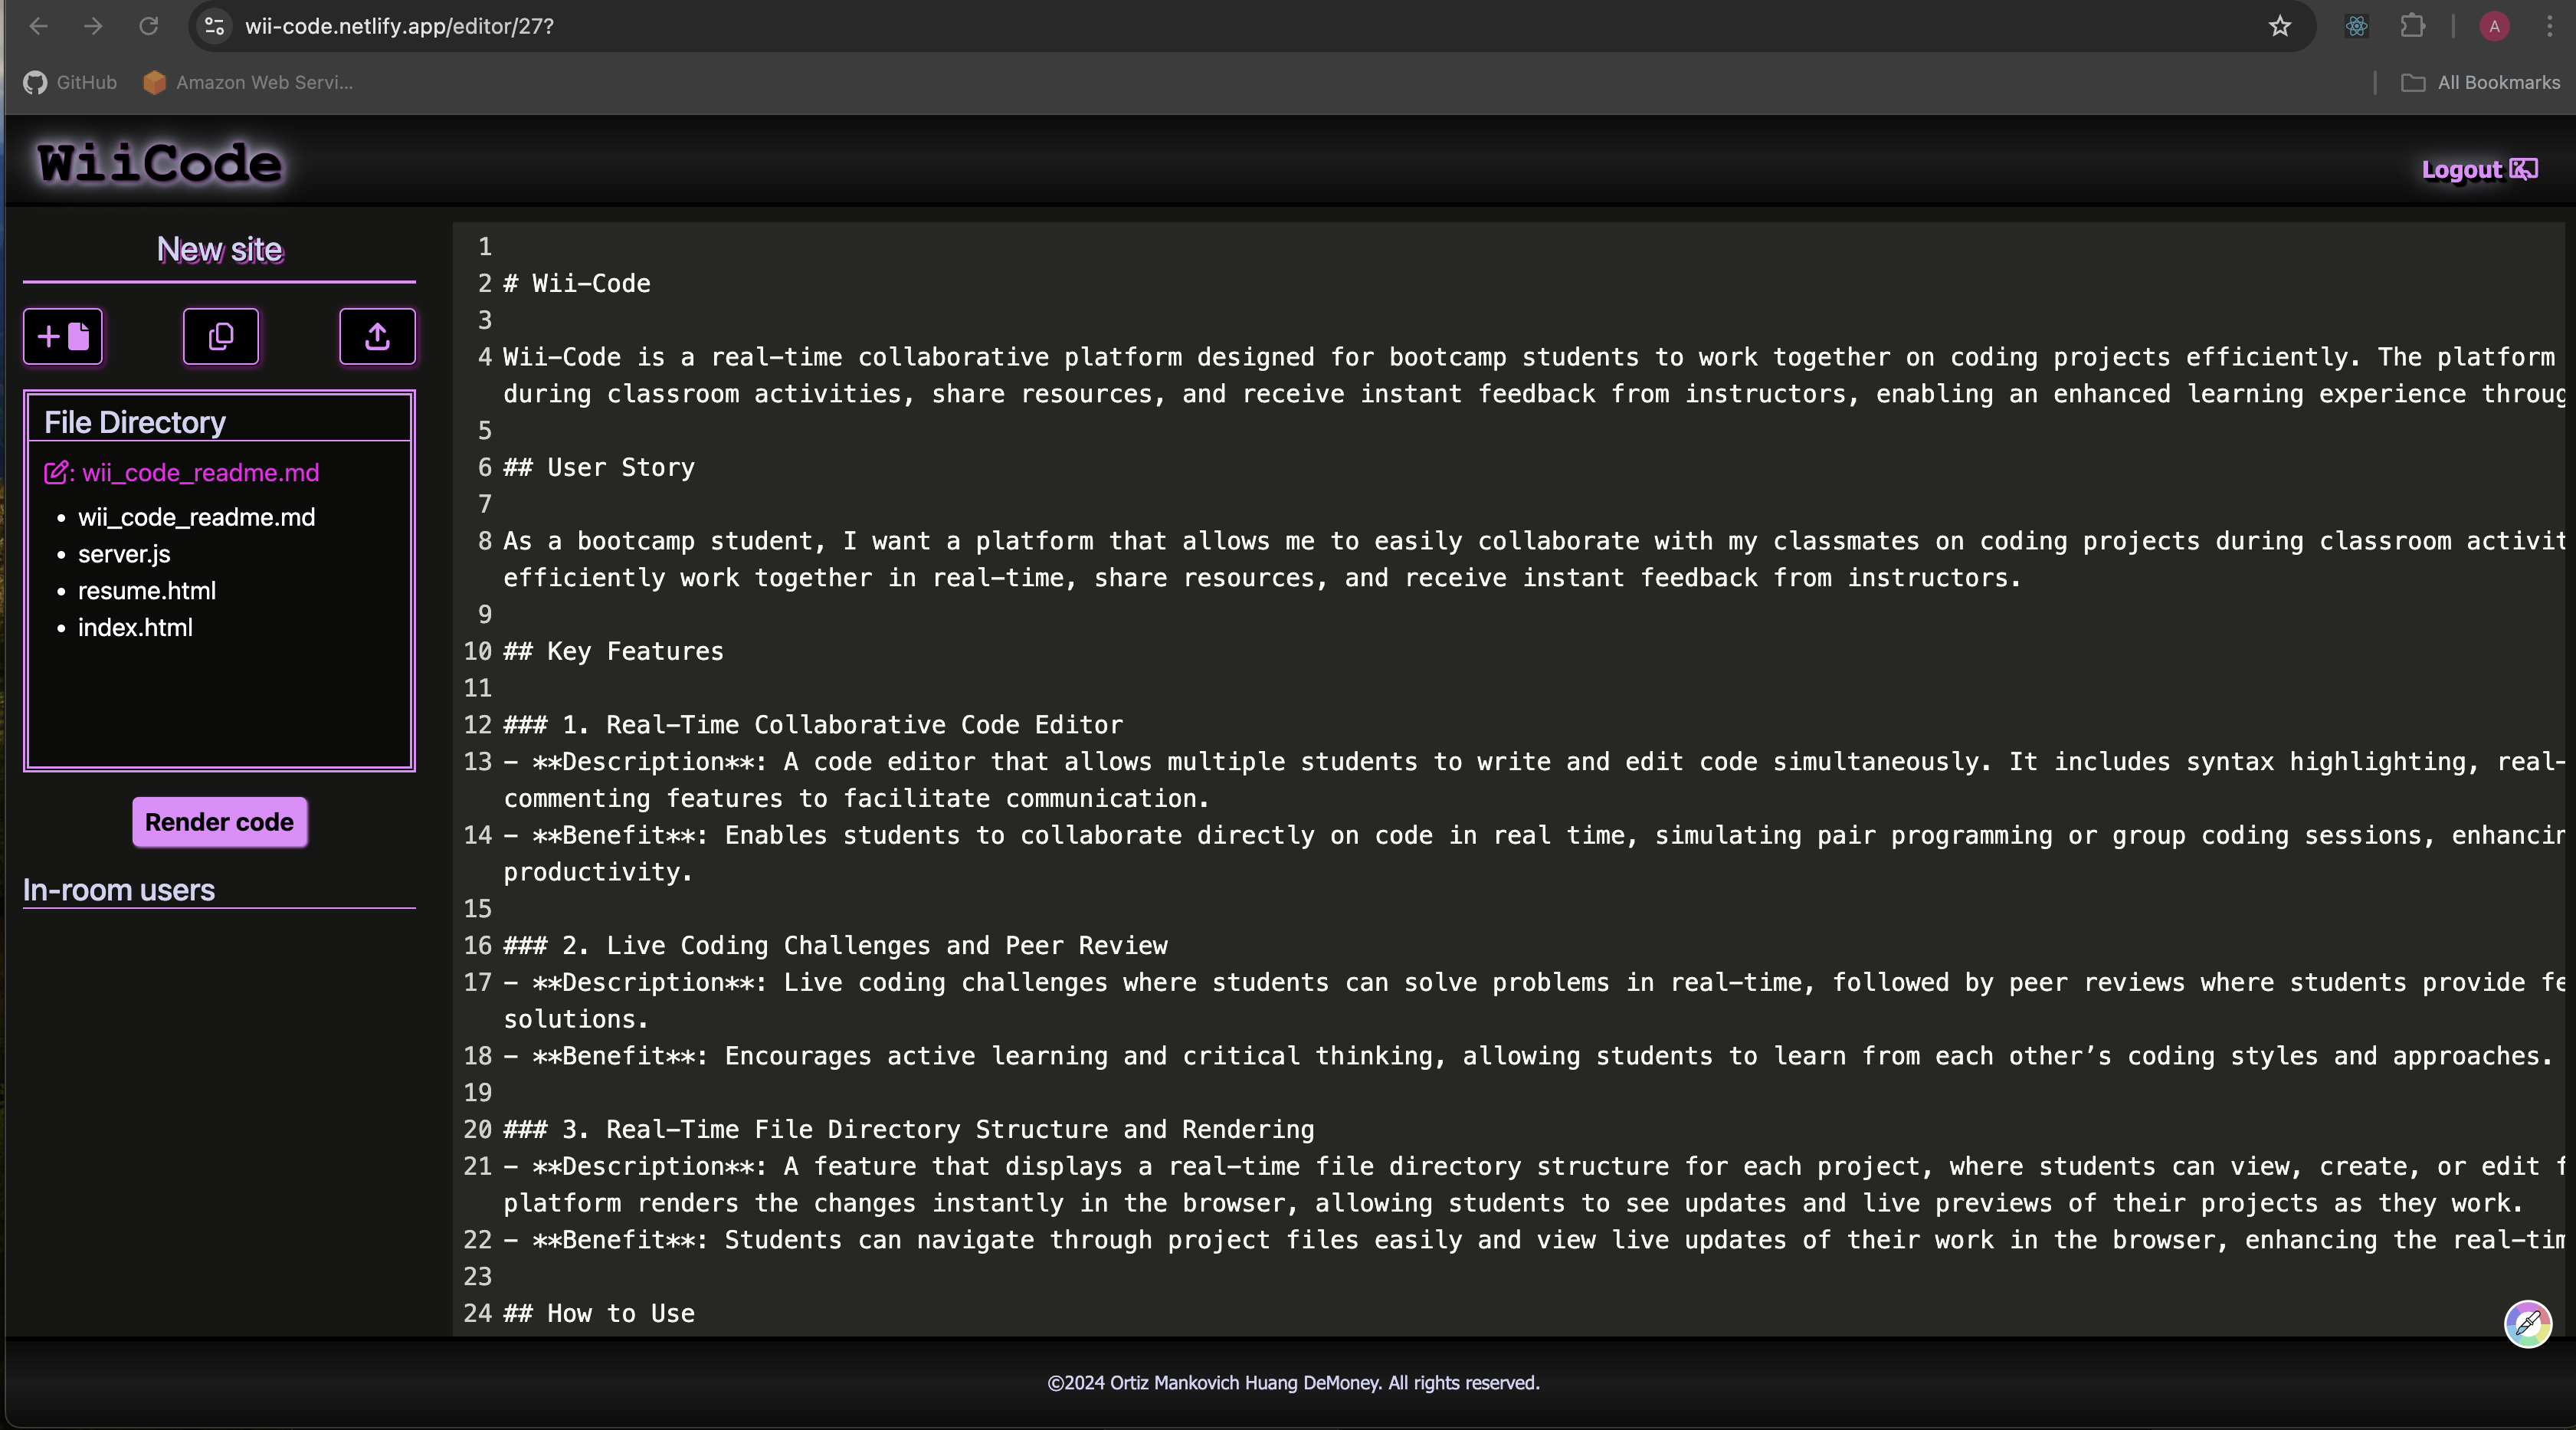 wii-code.netlify.app/editor/27?
A
GitHub
Amazon Web Servi...
All Bookmarks
WiiCode
Logout
New site
File Directory
: wii_code_readme.md
• wii_code_readme.md
• server.js
• resume.html
• index.html
Render code
In-room users
1
2 # Wii-Code
3
4 Wii-Code is a real-time collaborative platform designed for bootcamp students to work together on coding projects efficiently. The platform
during classroom activities, share resources, and receive instant feedback from instructors, enabling an enhanced learning experience throug
5
6 ## User Story
7
8 As a bootcamp student, I want a platform that allows me to easily collaborate with my classmates on coding projects during classroom activit
efficiently work together in real-time, share resources, and receive instant feedback from instructors.
9
10 ## Key Features
11
12 ### 1. Real-Time Collaborative Code Editor
13 - **Description**: A code editor that allows multiple students to write and edit code simultaneously. It includes syntax highlighting, real-
commenting features to facilitate communication.
14 - **Benefit**: Enables students to collaborate directly on code in real time, simulating pair programming or group coding sessions, enhancin
productivity.
15
16 ### 2. Live Coding Challenges and Peer Review
17 - **Description**: Live coding challenges where students can solve problems in real-time, followed by peer reviews where students provide fe
solutions.
18 - **Benefit**: Encourages active learning and critical thinking, allowing students to learn from each other’s coding styles and approaches.
19
20 ### 3. Real-Time File Directory Structure and Rendering
21 - **Description**: A feature that displays a real-time file directory structure for each project, where students can view, create, or edit f
platform renders the changes instantly in the browser, allowing students to see updates and live previews of their projects as they work.
22 - **Benefit**: Students can navigate through project files easily and view live updates of their work in the browser, enhancing the real-tim
23
24 ## How to Use
©2024 Ortiz Mankovich Huang DeMoney. All rights reserved.